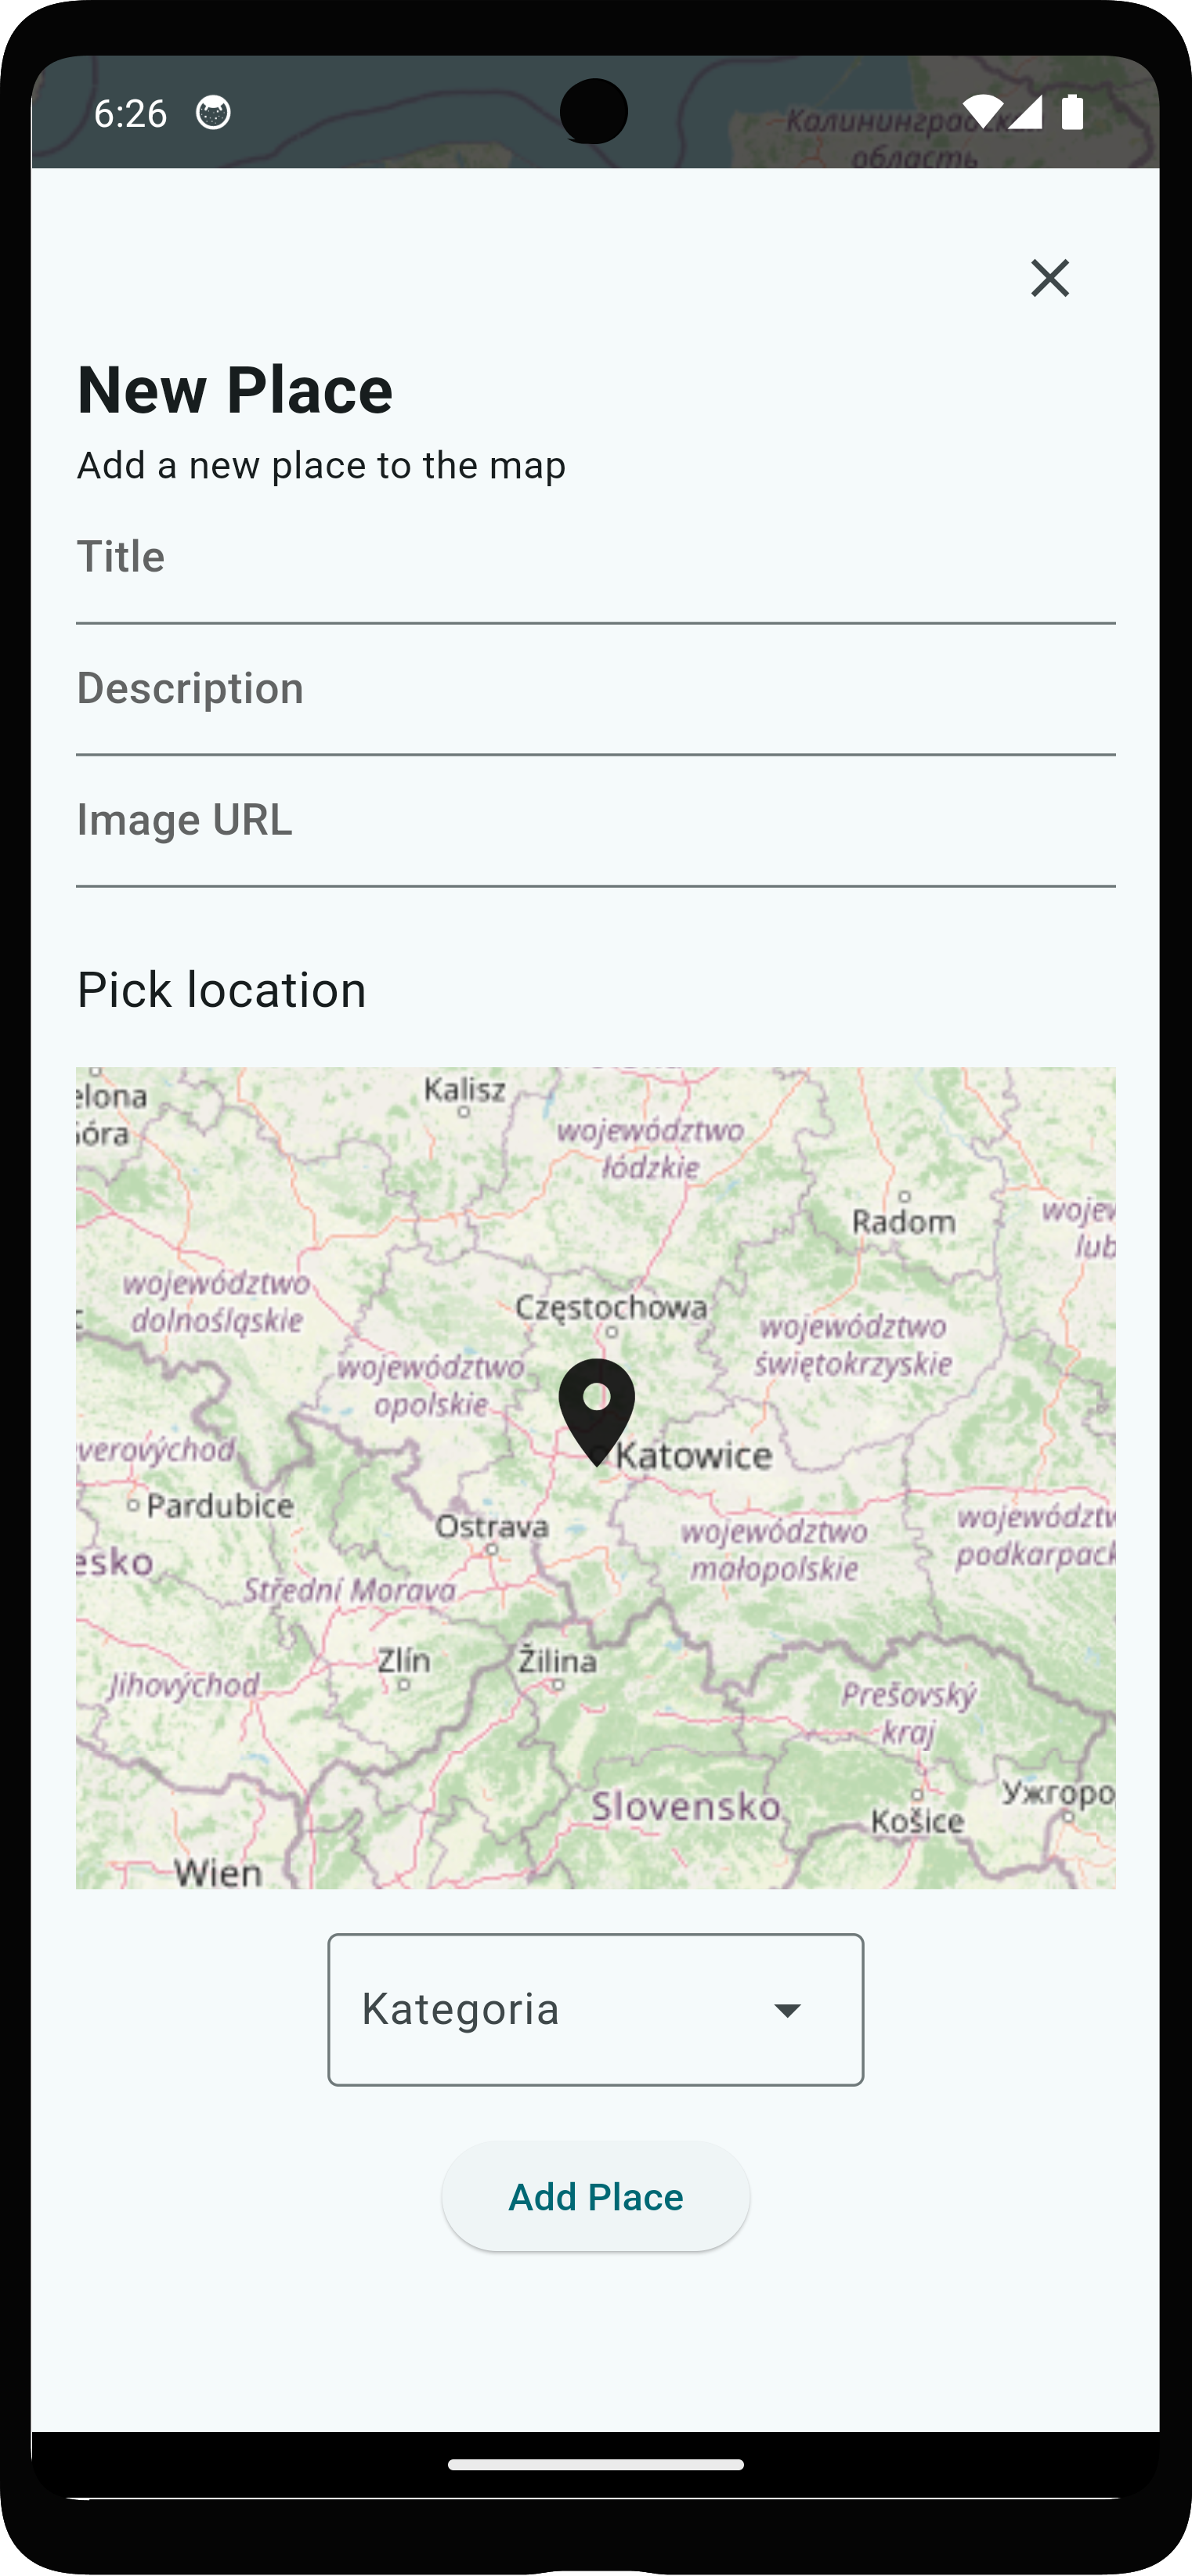 6:26
Калининградская
область
New Place
Add a new place to the map
Title
Description
Image URL
Pick location
elona
Kalisz
óra
województwo
łódzkie
Radom
wojew
lub
województwo
dolnośląskie
Częstochowa
województwo
świętokrzyskie
województwo
opolskie
verovýchod
Katowice
Pardubice
Ostrava
województwo
małopolskie
województw
podkarpack
esko
Střední Morava
Zlín
Žilina
Jihovýchod
Prešovský
kraj
Slovensko
Košice
Ужгоро
Wien
Kategoria
Add Place